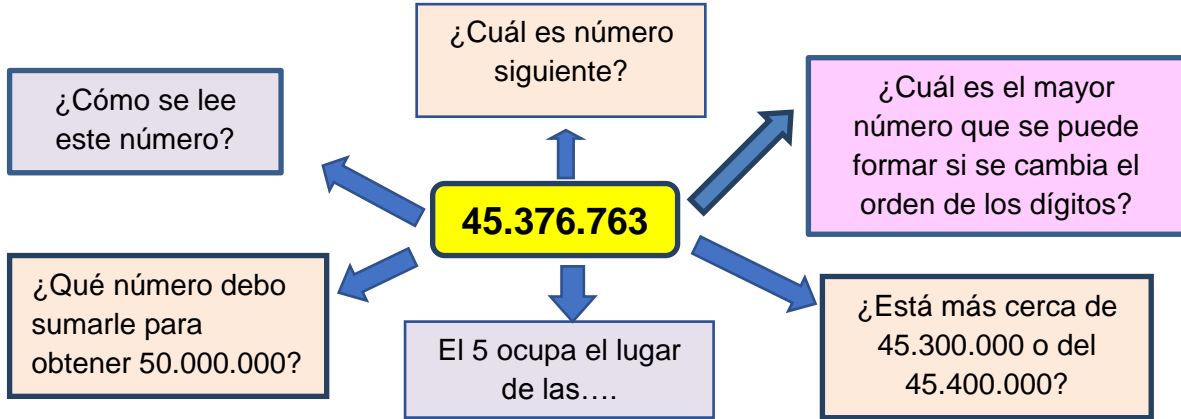 ¿Cuál es número
siguiente?
¿Cómo se lee
este número?
¿Cuál es el mayor
número que se puede
formar si se cambia el
orden de los dígitos?
45.376.763
¿Qué número debo
sumarle para
obtener 50.000.000?
El 5 ocupa el lugar
de las….
¿Está más cerca de
45.300.000 o del
45.400.000?